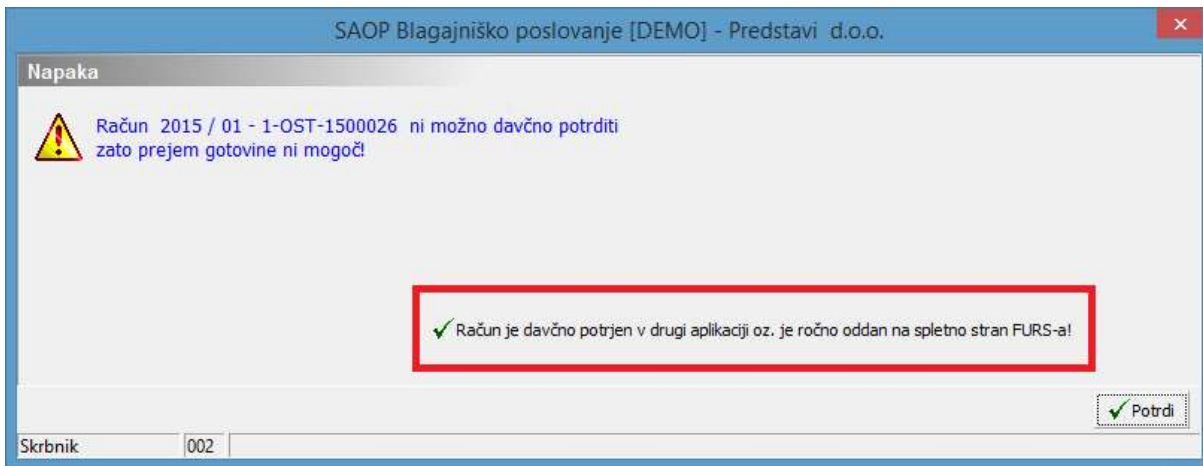 SAOP Blagajniško poslovanje [DEMO] - Predstavi d.o.o.
Napaka
Račun 2015 / 01 - 1-OST-1500026 ni možno davčno potrditi
zato prejem gotovine ni mogoč!
Račun je davčno potrjen v drugi aplikaciji oz. je ročno oddan na spletno stran FURS-a!
Potrdi
Skrbnik 002